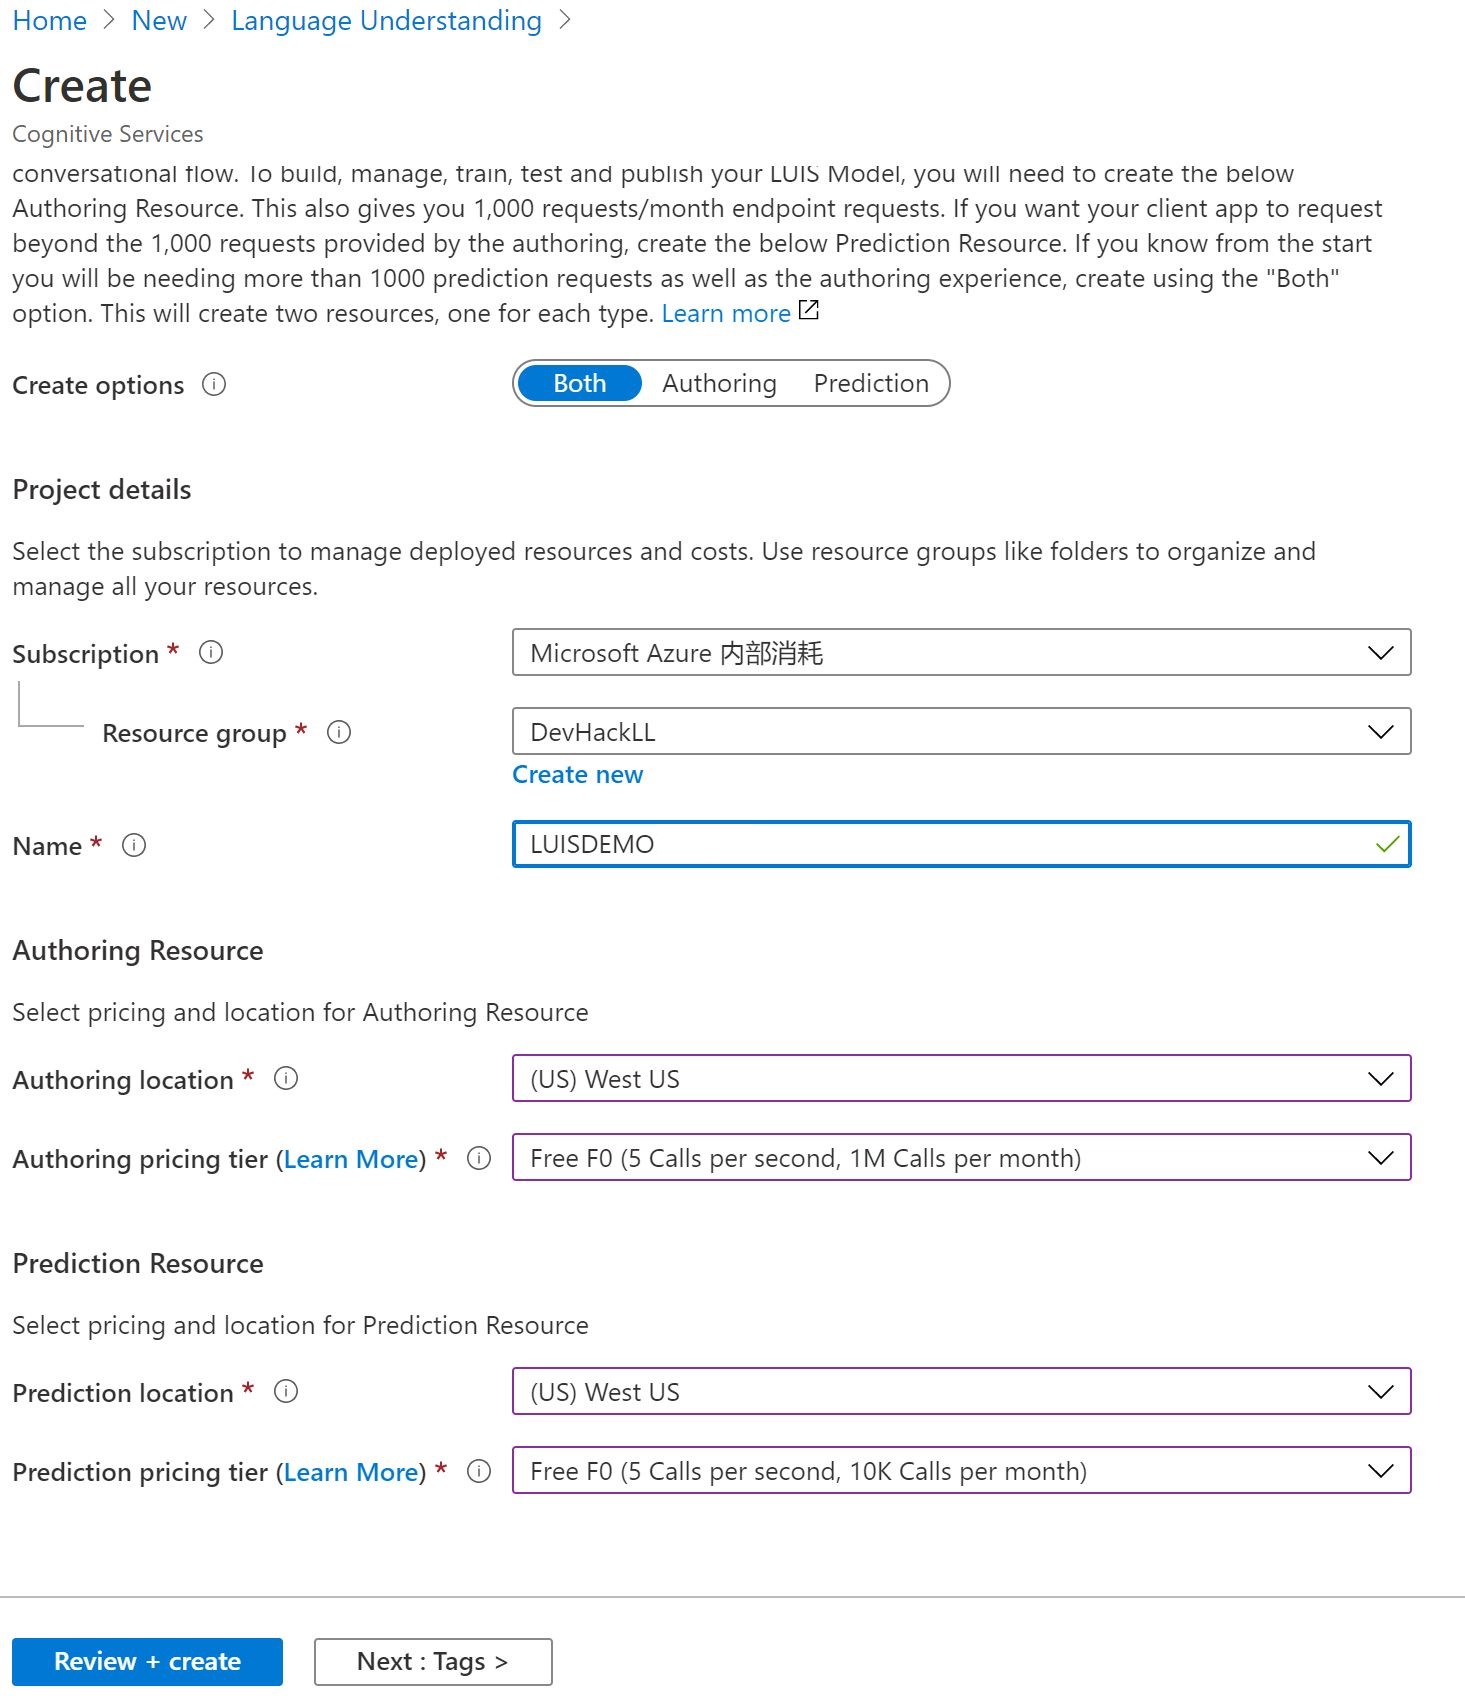 Home > New > Language Understanding >
Create
Cognitive Services
conversational flow. To build, manage, train, test and publish your LUIS Model, you will need to create the below
Authoring Resource. This also gives you 1,000 requests/month endpoint requests. If you want your client app to request
beyond the 1,000 requests provided by the authoring, create the below Prediction Resource. If you know from the start
you will be needing more than 1000 prediction requests as well as the authoring experience, create using the "Both"
option. This will create two resources, one for each type. Learn more
Create options Both Authoring Prediction
Project details
Select the subscription to manage deployed resources and costs. Use resource groups like folders to organize and
manage all your resources.
Subscription * Microsoft Azure 内部消耗
Resource group * DevHackLL
Create new
Name * LUISDEMO
Authoring Resource
Select pricing and location for Authoring Resource
Authoring location * (US) West US
Authoring pricing tier (Learn More) * Free F0 (5 Calls per second, 1M Calls per month)
Prediction Resource
Select pricing and location for Prediction Resource
Prediction location * (US) West US
Prediction pricing tier (Learn More) * Free F0 (5 Calls per second, 10K Calls per month)
Review + create Next : Tags >